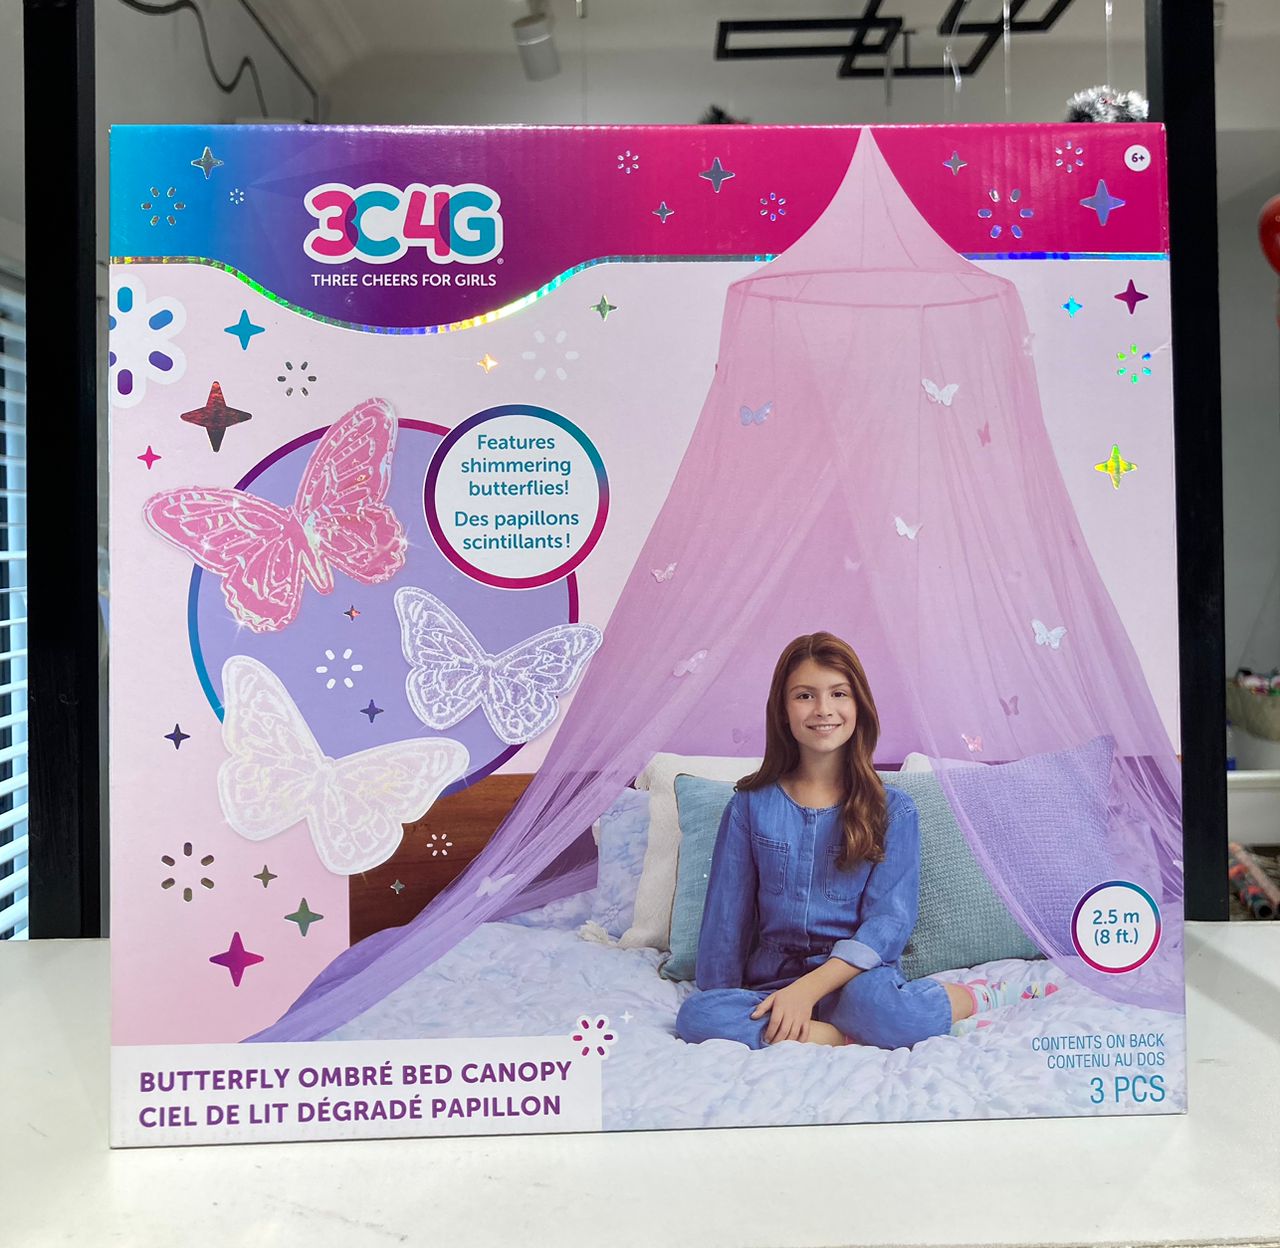 6+
3C4G®
THREE CHEERS FOR GIRLS
Features
shimmering
butterflies!
Des papillons
scintillants !
2.5 m
(8 ft.)
CONTENTS ON BACK
CONTENU AU DOS
3 PCS
BUTTERFLY OMBRÉ BED CANOPY
CIEL DE LIT DÉGRADÉ PAPILLON